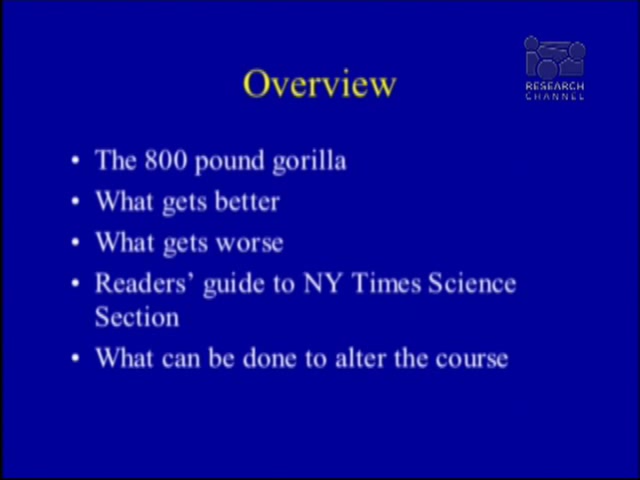 RESEARCH
CHANNEL
Overview
• The 800 pound gorilla
• What gets better
• What gets worse
• Readers’ guide to NY Times Science
Section
• What can be done to alter the course